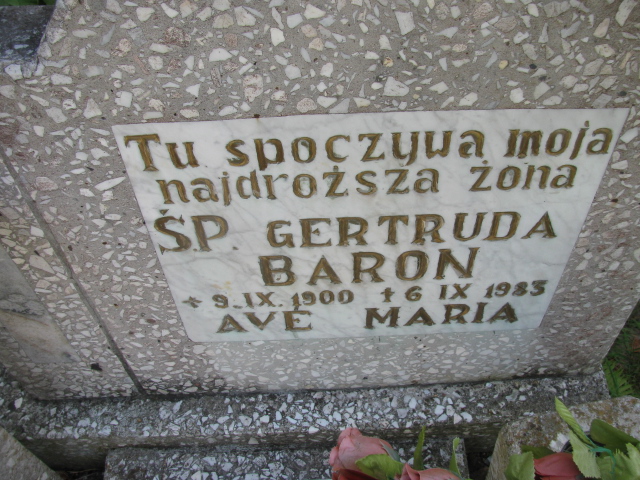 Tu spoczywa moja
najdroższa żona
ŚP. GERTRUDA
BARON
+ 9. IX. 1900 † 6 IX 1983
AVE MARIA